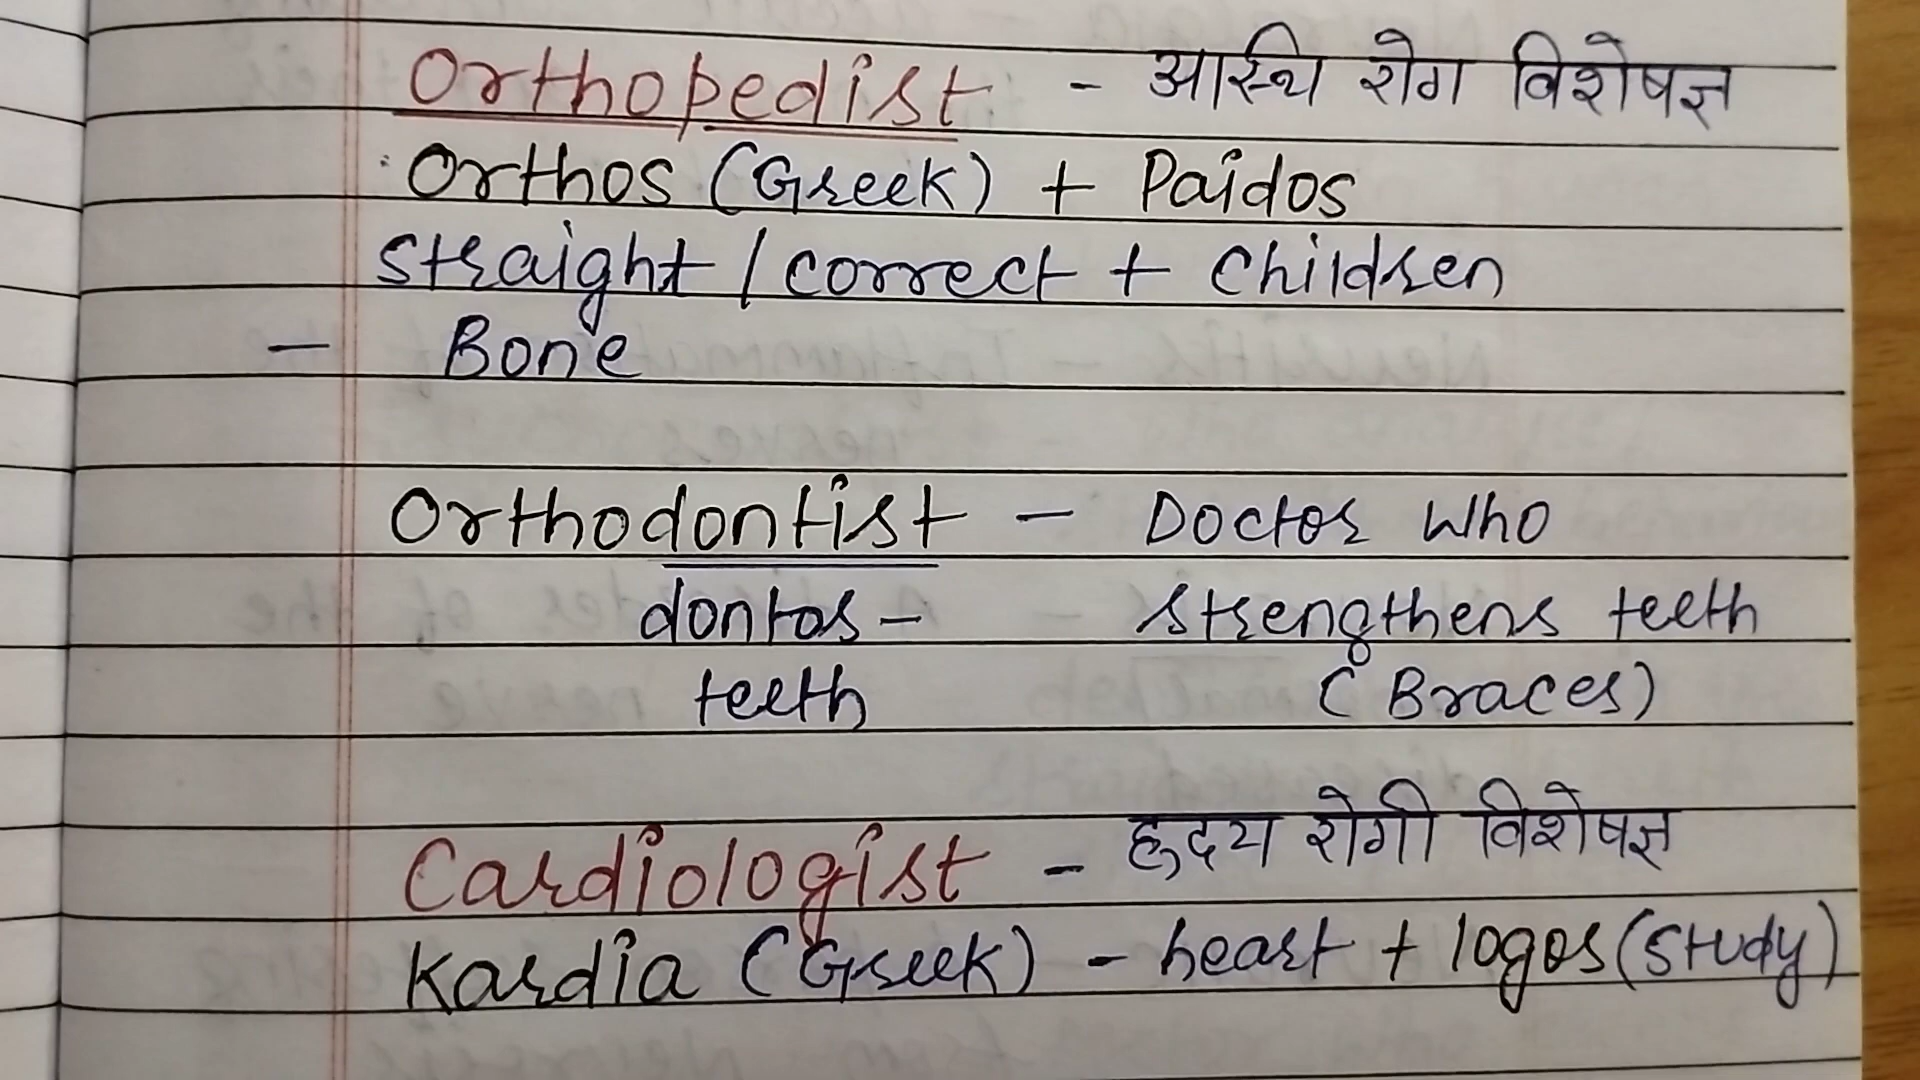 Orthopedist - अस्थि रोग विशेषज्ञ
Orthos (Greek) + Paidos
straight / correct + children
- Bone
Orthodontist - Doctor who
dontos - strengthens teeth
teeth (Braces)
Cardiologist - हृदय रोगी विशेषज्ञ
Kardia (Greek) - heart + logos (study)